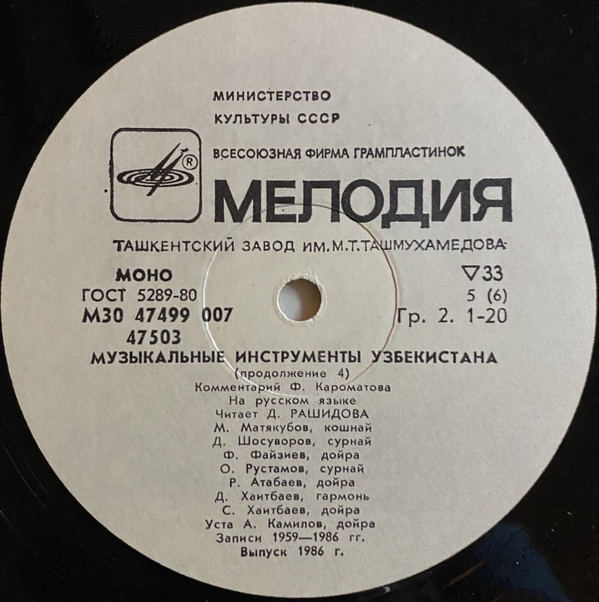 МИНИСТЕРСТВО
КУЛЬТУРЫ СССР
ВСЕСОЮЗНАЯ ФИРМА ГРАМПЛАСТИНОК
®
МЕЛОДИЯ
ТАШКЕНТСКИЙ ЗАВОД ИМ. М. Т. ТАШМУХАМЕДОВА
МОНО ▽33
ГОСТ 5289-80 5 (6)
М30 47499 007 Гр. 2. 1-20
47503
МУЗЫКАЛЬНЫЕ ИНСТРУМЕНТЫ УЗБЕКИСТАНА
(продолжение 4)
Комментарий Ф. Кароматова
На русском языке
Читает Д. РАШИДОВА
М. Матякубов, кошнай
Д. Шосуворов, сурнай
Ф. Файзиев, дойра
О. Рустамов, сурнай
Р. Атабаев, дойра
Д. Хаитбаев, гармонь
С. Хаитбаев, дойра
Уста А. Камилов, дойра
Записи 1959—1986 гг.
Выпуск 1986 г.